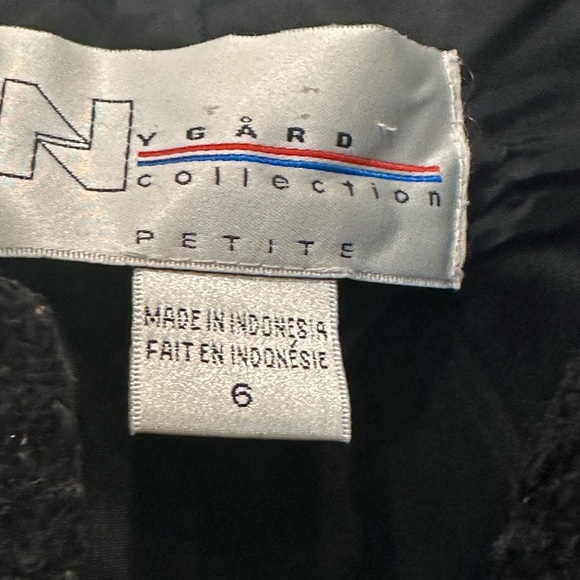 NYGÅRD
collection
PETITE
MADE IN INDONESIA
FAIT EN INDONÉSIE
6